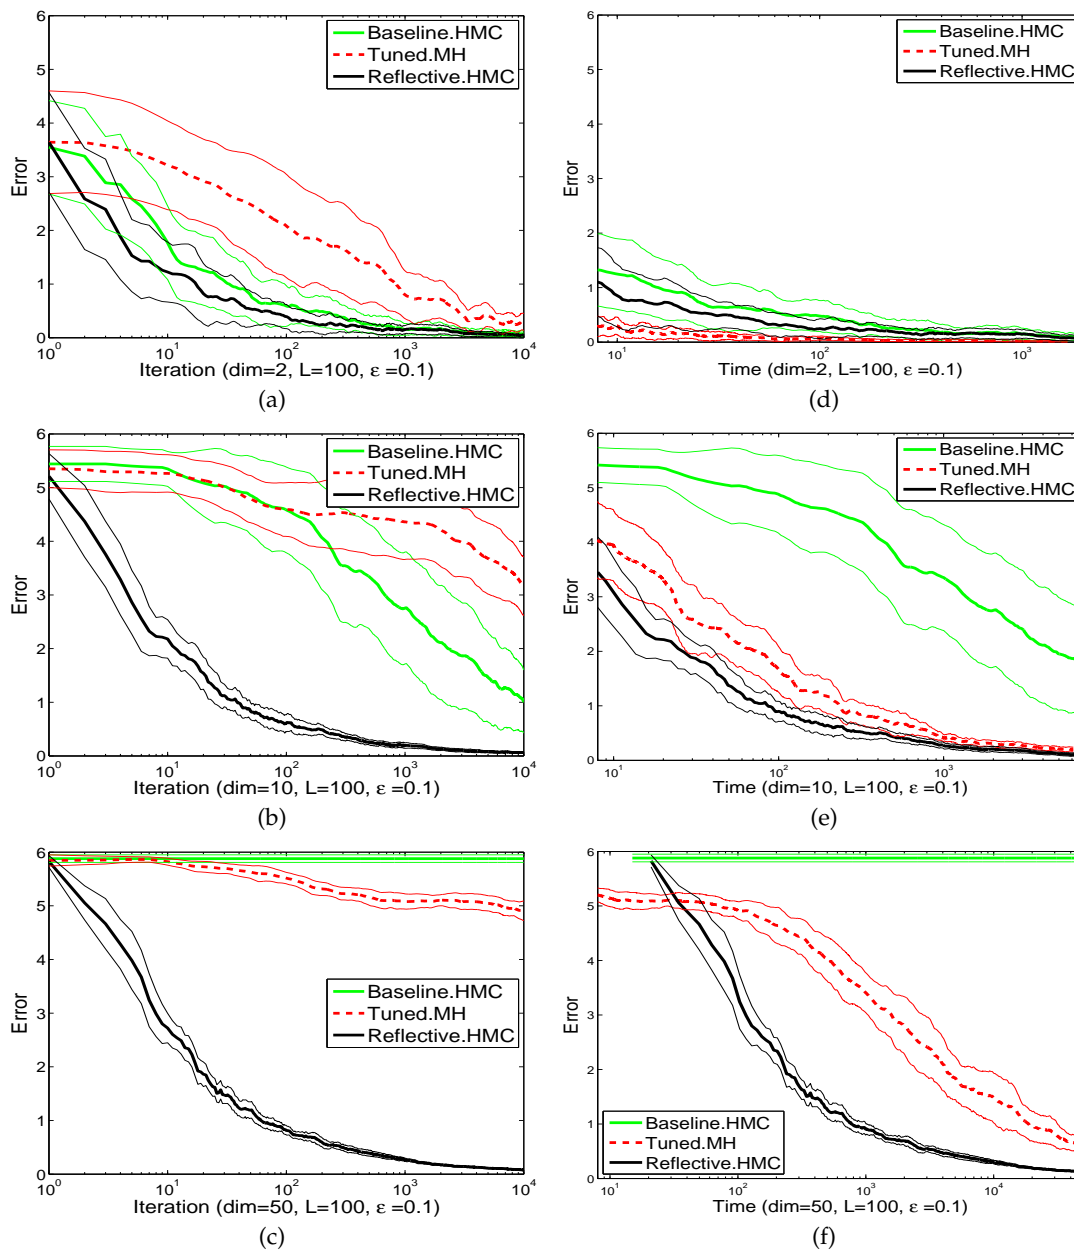 6
5
4
3
2
1
0
Error
Baseline.HMC
Tuned.MH
Reflective.HMC
10^0
10^1
10^2
10^3
10^4
Iteration (dim=2, L=100, ε =0.1)
(a)
6
5
4
3
2
1
0
Error
Baseline.HMC
Tuned.MH
Reflective.HMC
10^1
10^2
10^3
Time (dim=2, L=100, ε =0.1)
(d)
6
5
4
3
2
1
0
Error
Baseline.HMC
Tuned.MH
Reflective.HMC
10^0
10^1
10^2
10^3
10^4
Iteration (dim=10, L=100, ε =0.1)
(b)
6
5
4
3
2
1
0
Error
Baseline.HMC
Tuned.MH
Reflective.HMC
10^1
10^2
10^3
Time (dim=10, L=100, ε =0.1)
(e)
6
5
4
3
2
1
0
Error
Baseline.HMC
Tuned.MH
Reflective.HMC
10^0
10^1
10^2
10^3
10^4
Iteration (dim=50, L=100, ε =0.1)
(c)
6
5
4
3
2
1
0
Error
Baseline.HMC
Tuned.MH
Reflective.HMC
10^1
10^2
10^3
10^4
Time (dim=50, L=100, ε =0.1)
(f)